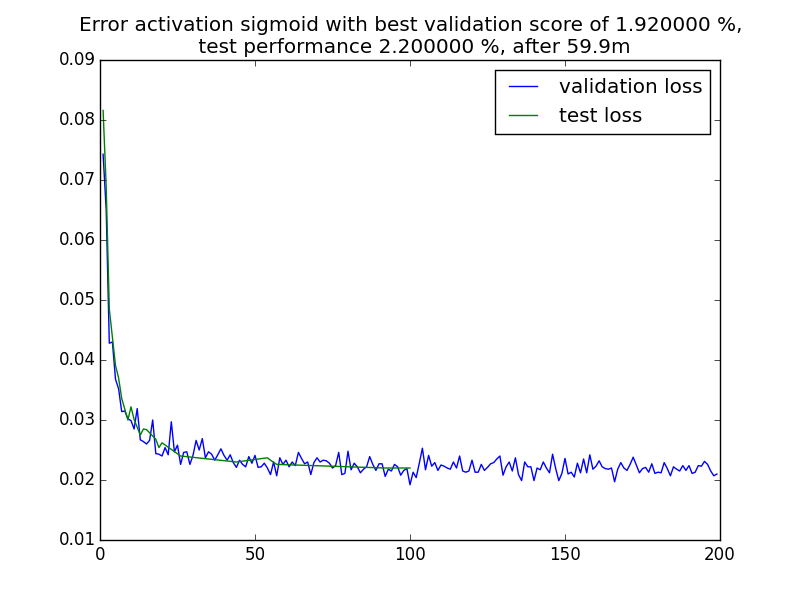 Error activation sigmoid with best validation score of 1.920000 %,
test performance 2.200000 %, after 59.9m
0.09
validation loss
test loss
0.08
0.07
0.06
0.05
0.04
0.03
0.02
0.01
0 50 100 150 200